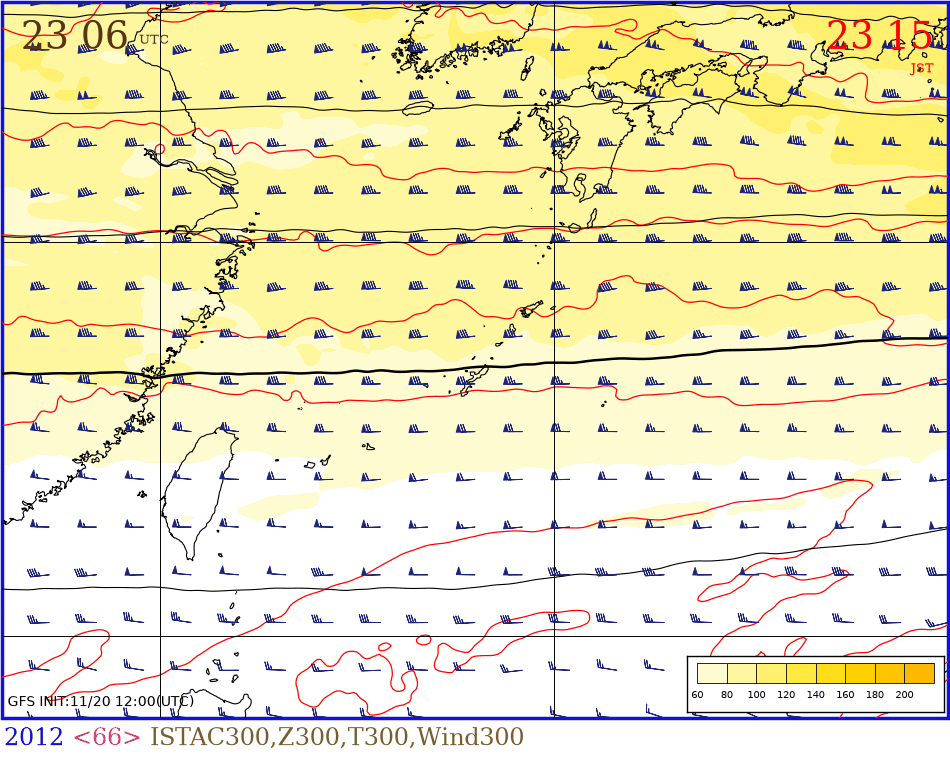 23 06 UTC
23 15
JST
60 80 100 120 140 160 180 200
GFS INIT:11/20 12:00(UTC)
2012 <66> ISTAC300,Z300,T300,Wind300